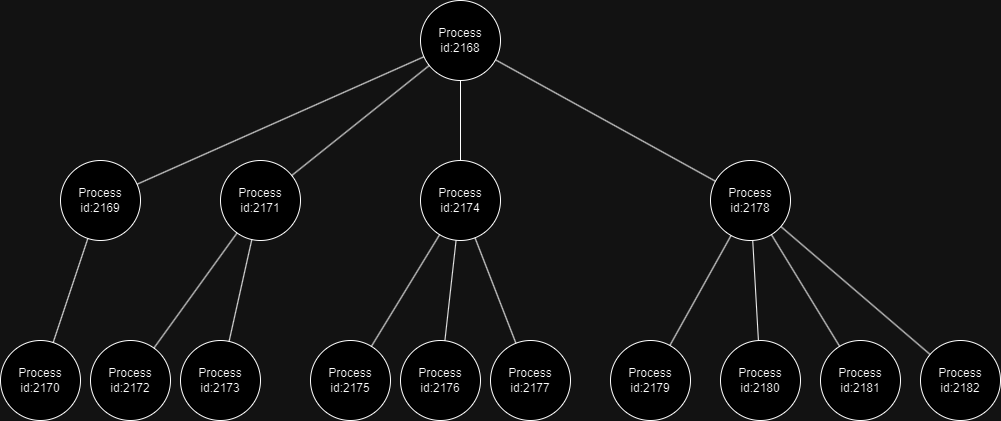 Process
id:2168
Process
id:2169
Process
id:2171
Process
id:2174
Process
id:2178
Process
id:2170
Process
id:2172
Process
id:2173
Process
id:2175
Process
id:2176
Process
id:2177
Process
id:2179
Process
id:2180
Process
id:2181
Process
id:2182